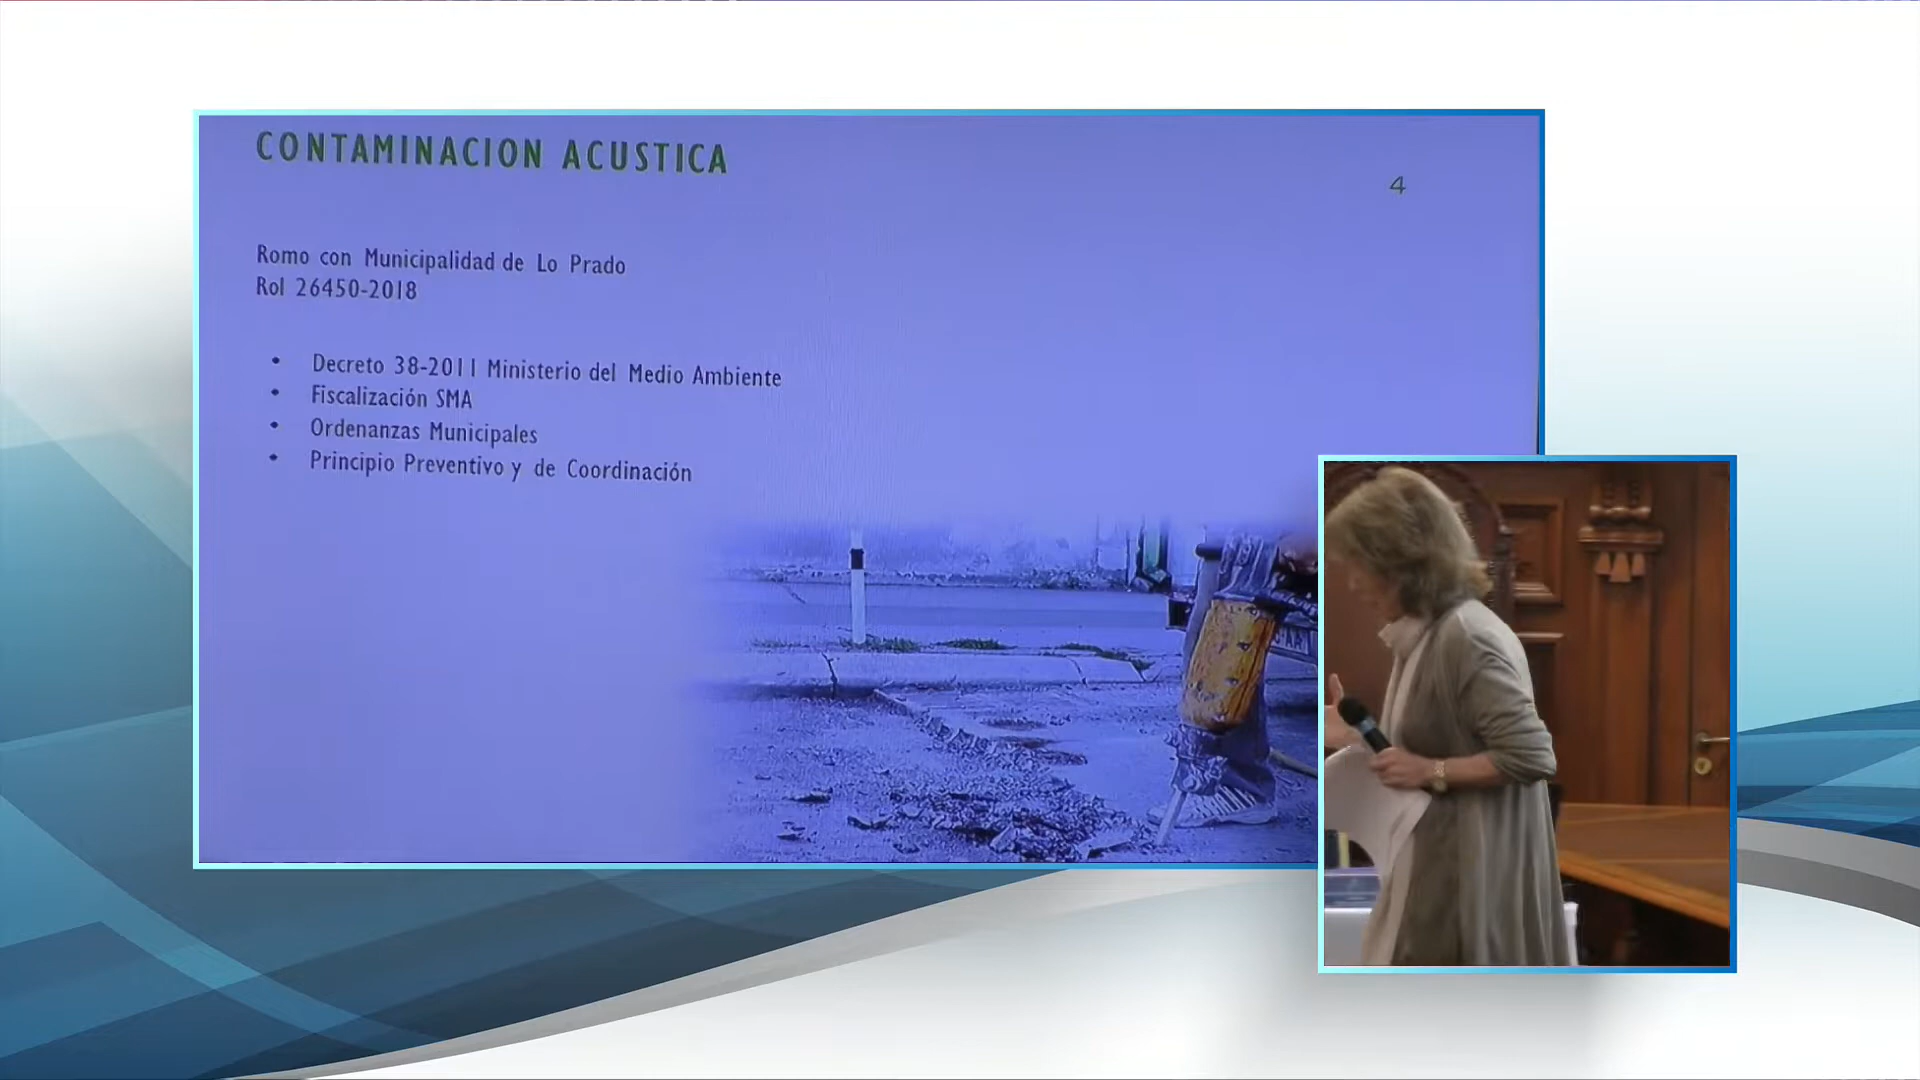 CONTAMINACION ACUSTICA
4
Romo con Municipalidad de Lo Prado
Rol 26450-2018
• Decreto 38-2011 Ministerio del Medio Ambiente
• Fiscalización SMA
• Ordenanzas Municipales
• Principio Preventivo y de Coordinación